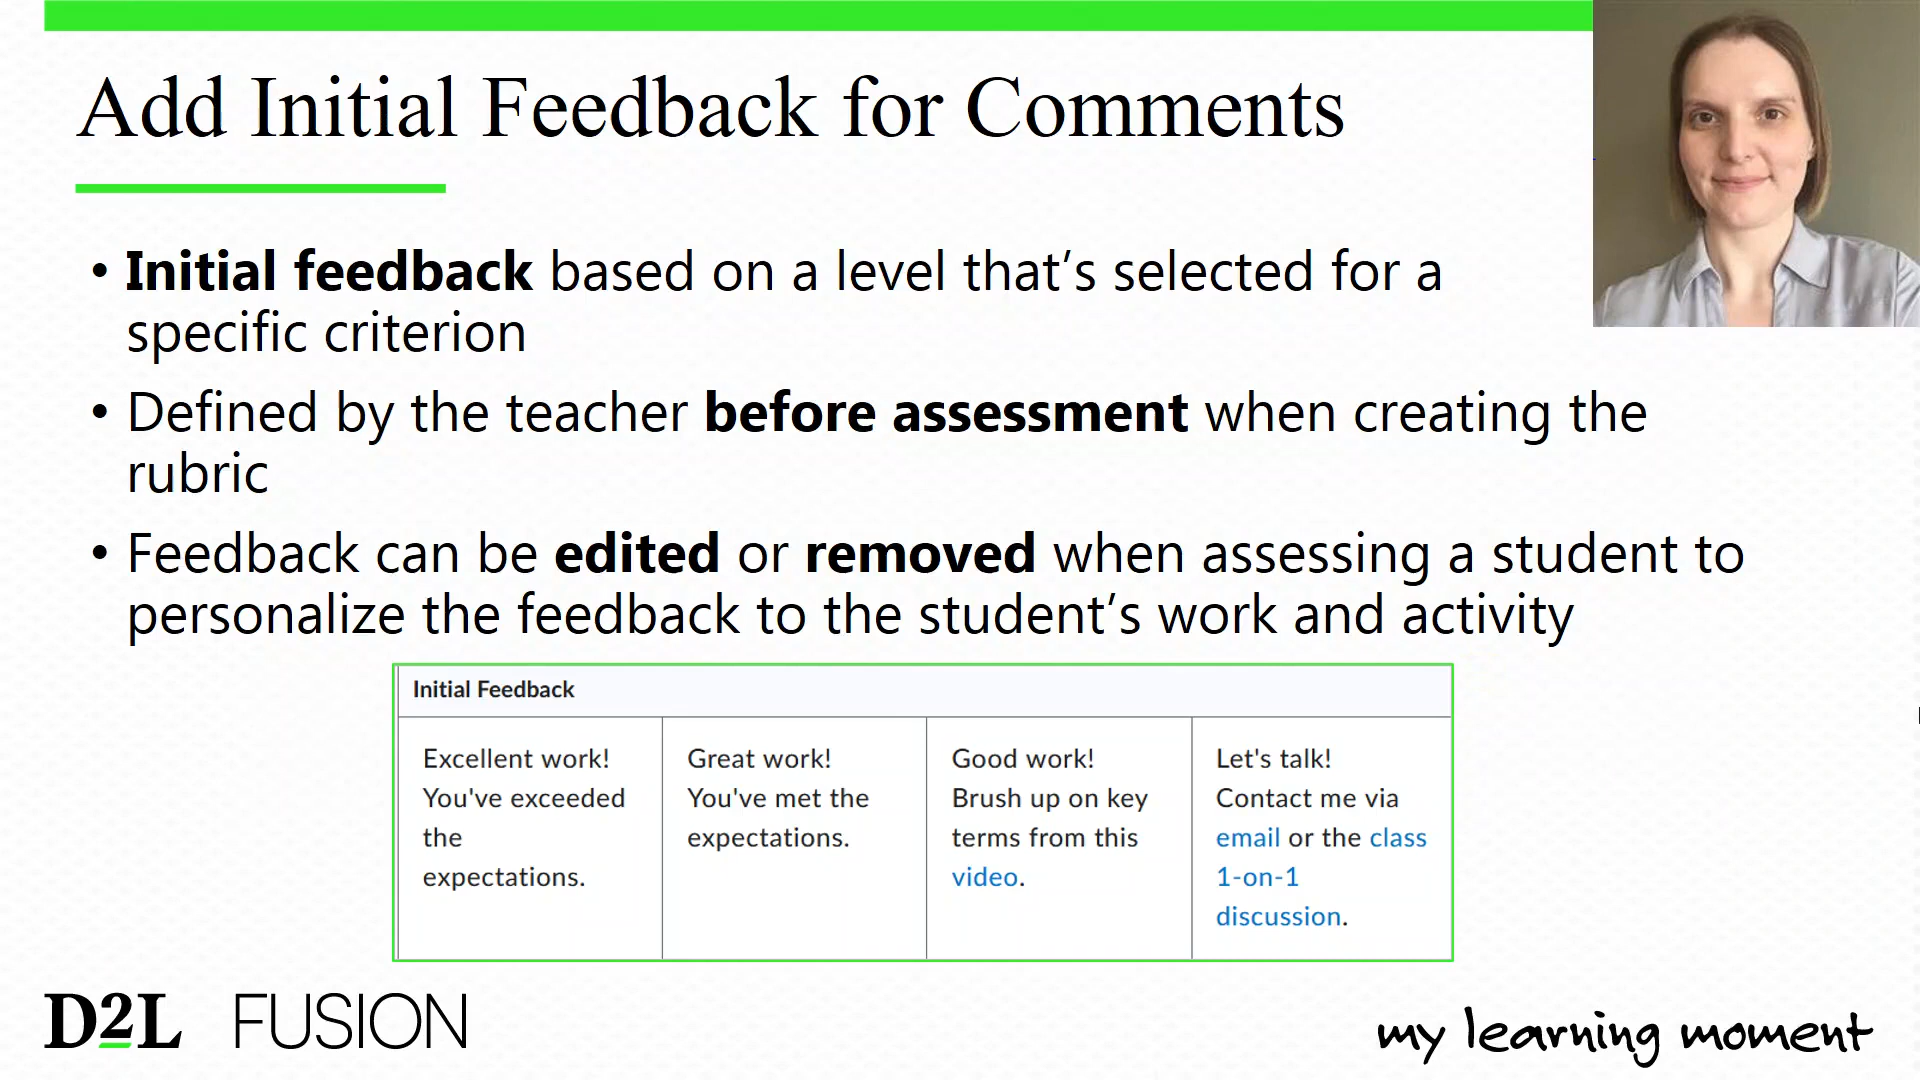 Add Initial Feedback for Comments
• Initial feedback based on a level that’s selected for a
specific criterion
• Defined by the teacher before assessment when creating the
rubric
• Feedback can be edited or removed when assessing a student to
personalize the feedback to the student’s work and activity
Initial Feedback
Excellent work!
You've exceeded
the
expectations.
Great work!
You've met the
expectations.
Good work!
Brush up on key
terms from this
video.
Let's talk!
Contact me via
email or the class
1-on-1
discussion.
D2L FUSION
my learning moment